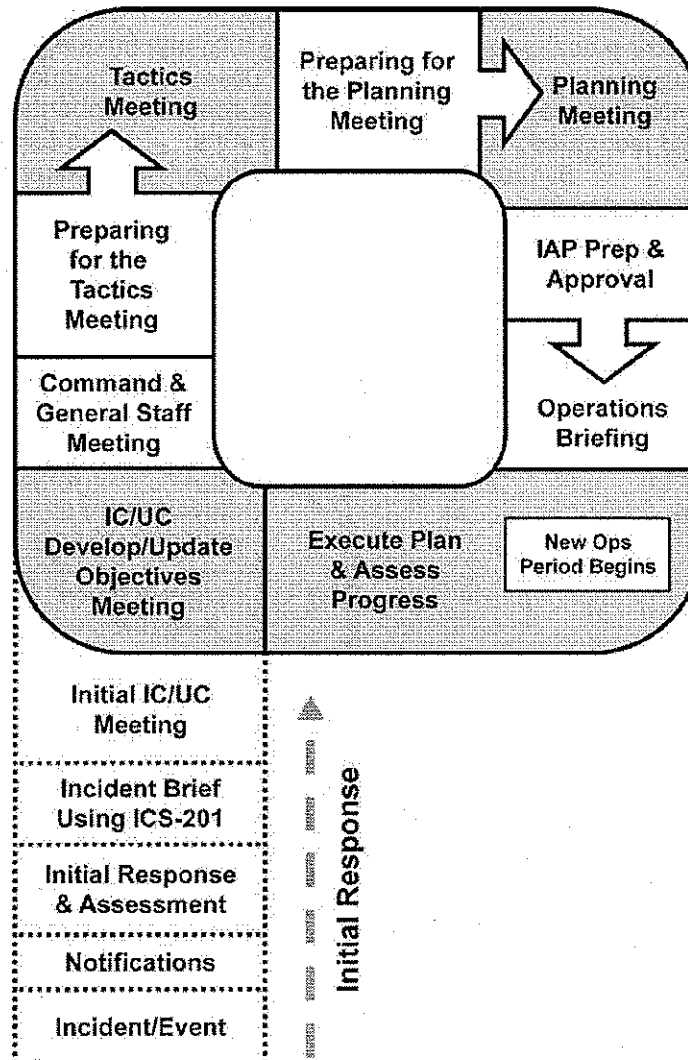 Tactics
Meeting
Preparing for
the Planning
Meeting
Planning
Meeting
Preparing
for the
Tactics
Meeting
IAP Prep &
Approval
Command &
General Staff
Meeting
Operations
Briefing
IC/UC
Develop/Update
Objectives
Meeting
Execute Plan
& Assess
Progress
New Ops
Period Begins
Initial IC/UC
Meeting
Incident Brief
Using ICS-201
Initial Response
& Assessment
Notifications
Incident/Event
Initial Response